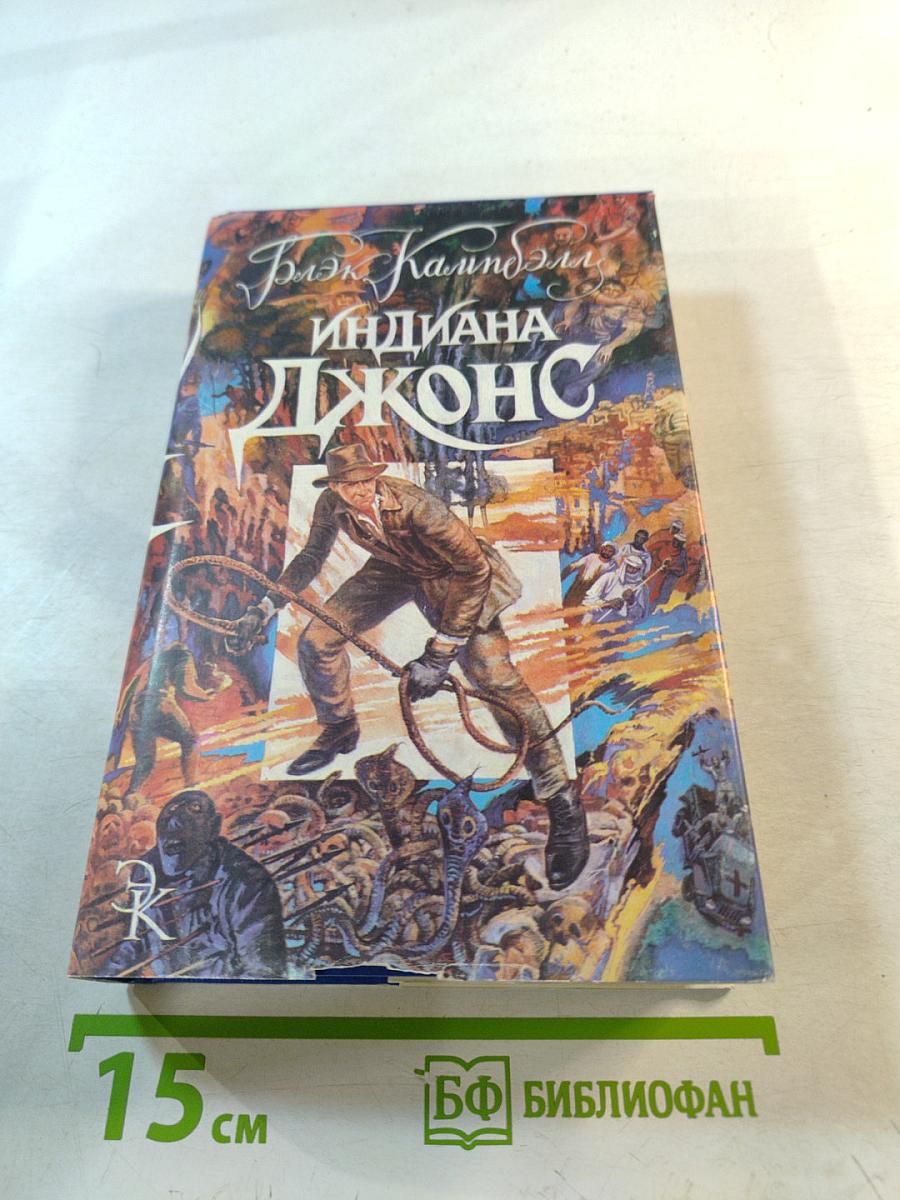 Блэк Кампбэлл
ИНДИАНА
ДЖОНС
ЭК
15 см
БФ БИБЛИОФАН